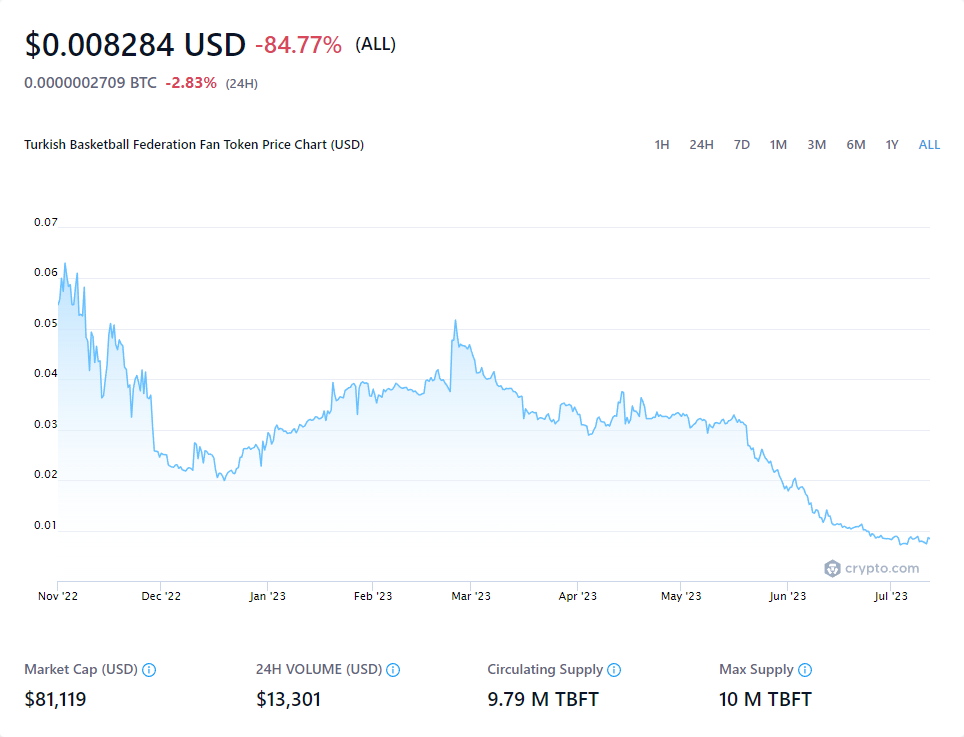 $0.008284 USD -84.77% (ALL)
0.0000002709 BTC -2.83% (24H)
Turkish Basketball Federation Fan Token Price Chart (USD) 1H 24H 7D 1M 3M 6M 1Y ALL
0.07
0.06
0.05
0.04
0.03
0.02
0.01
crypto.com
Nov '22 Dec '22 Jan '23 Feb '23 Mar '23 Apr '23 May '23 Jun '23 Jul '23
Market Cap (USD) 24H VOLUME (USD) Circulating Supply Max Supply
$81,119 $13,301 9.79 M TBFT 10 M TBFT